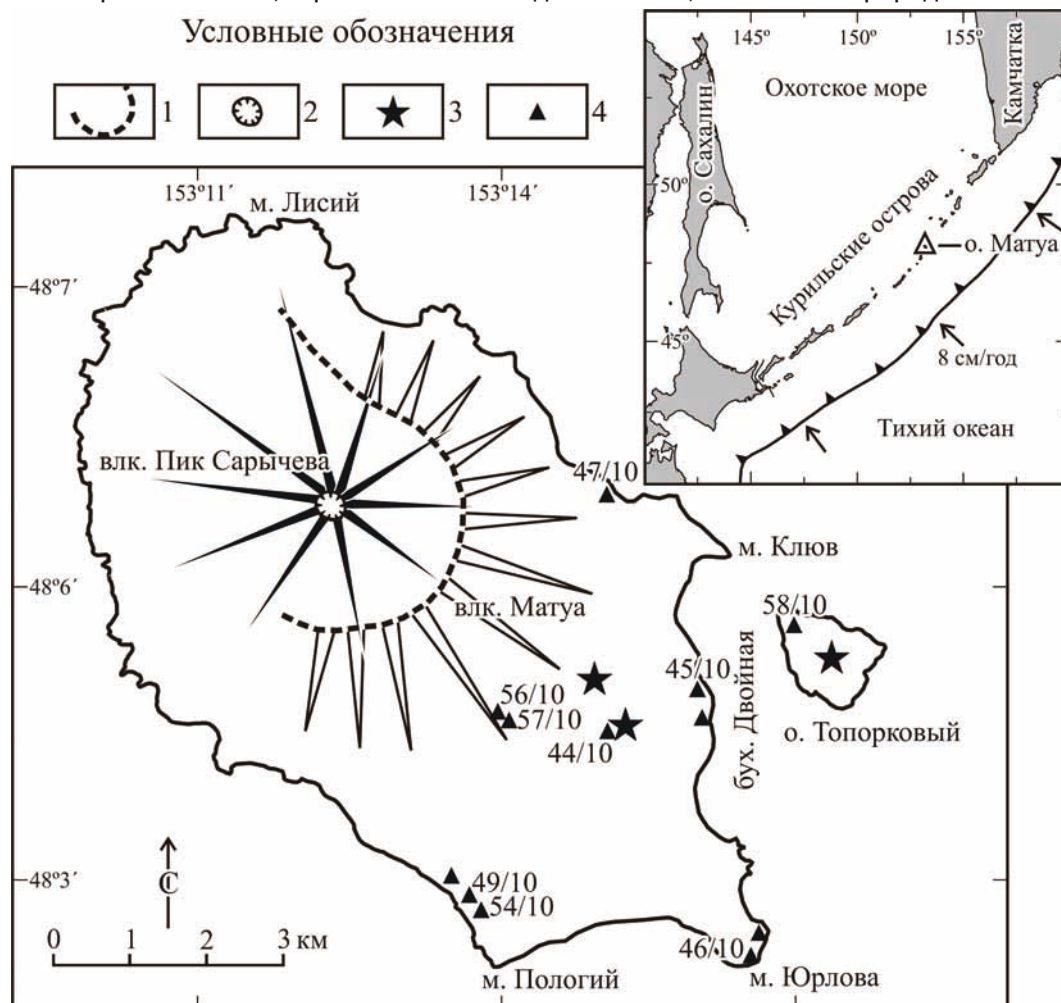 Условные обозначения
1
2
3
4
145°
150°
155°
Охотское море
Камчатка
о. Сахалин
50°
Курильские острова
о. Матуа
45°
8 см/год
Тихий океан
153°11´
153°14´
м. Лисий
48°7´
влк. Пик Сарычева
47/10
м. Клюв
48°6´
влк. Матуа
58/10
45/10
56/10
57/10
44/10
бух. Двойная
о. Топорковый
48°3´
49/10
54/10
С
0 1 2 3 км
46/10
м. Пологий
м. Юрлова